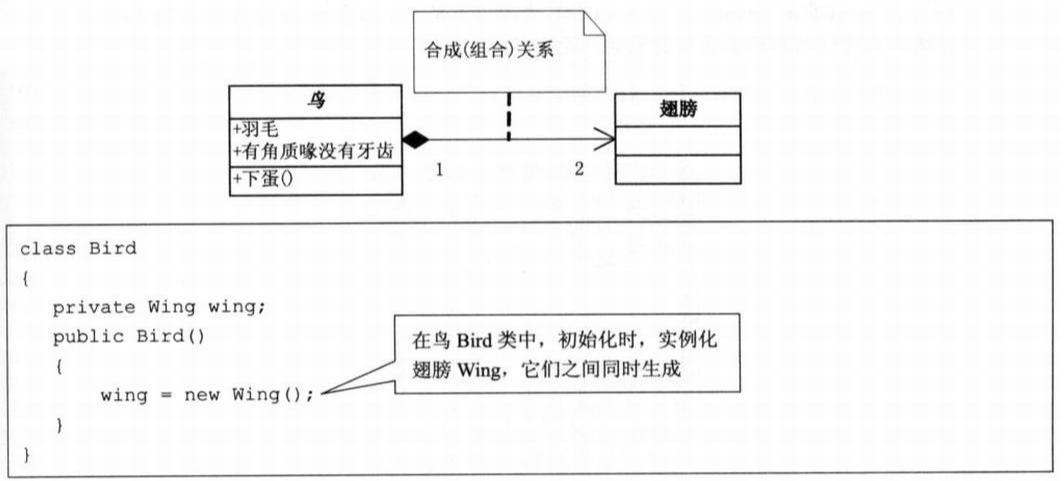 合成(组合)关系
鸟
+羽毛
+有角质喙没有牙齿
+下蛋()
1
2
翅膀
class Bird
{
private Wing wing;
public Bird()
{
wing = new Wing();
}
}
在鸟 Bird 类中，初始化时，实例化
翅膀 Wing，它们之间同时生成